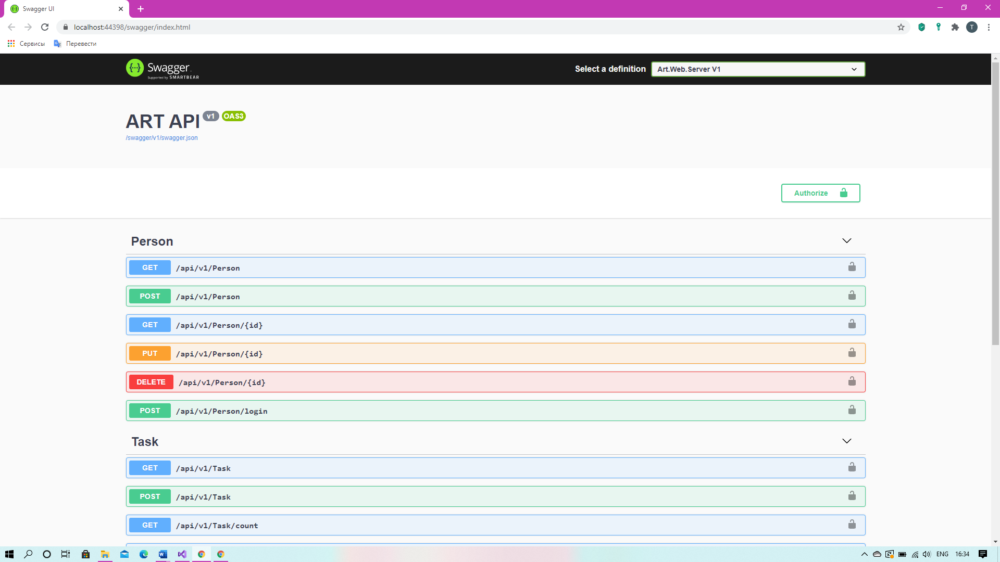 Swagger UI
localhost:44398/swagger/index.html
T
Сервисы
Перевести
Swagger
Supported by SMARTBEAR
Select a definition
Art.Web.Server V1
ART API v1 OAS3
/swagger/v1/swagger.json
Authorize
Person
GET /api/v1/Person
POST /api/v1/Person
GET /api/v1/Person/{id}
PUT /api/v1/Person/{id}
DELETE /api/v1/Person/{id}
POST /api/v1/Person/login
Task
GET /api/v1/Task
POST /api/v1/Task
GET /api/v1/Task/count
ENG 16:34